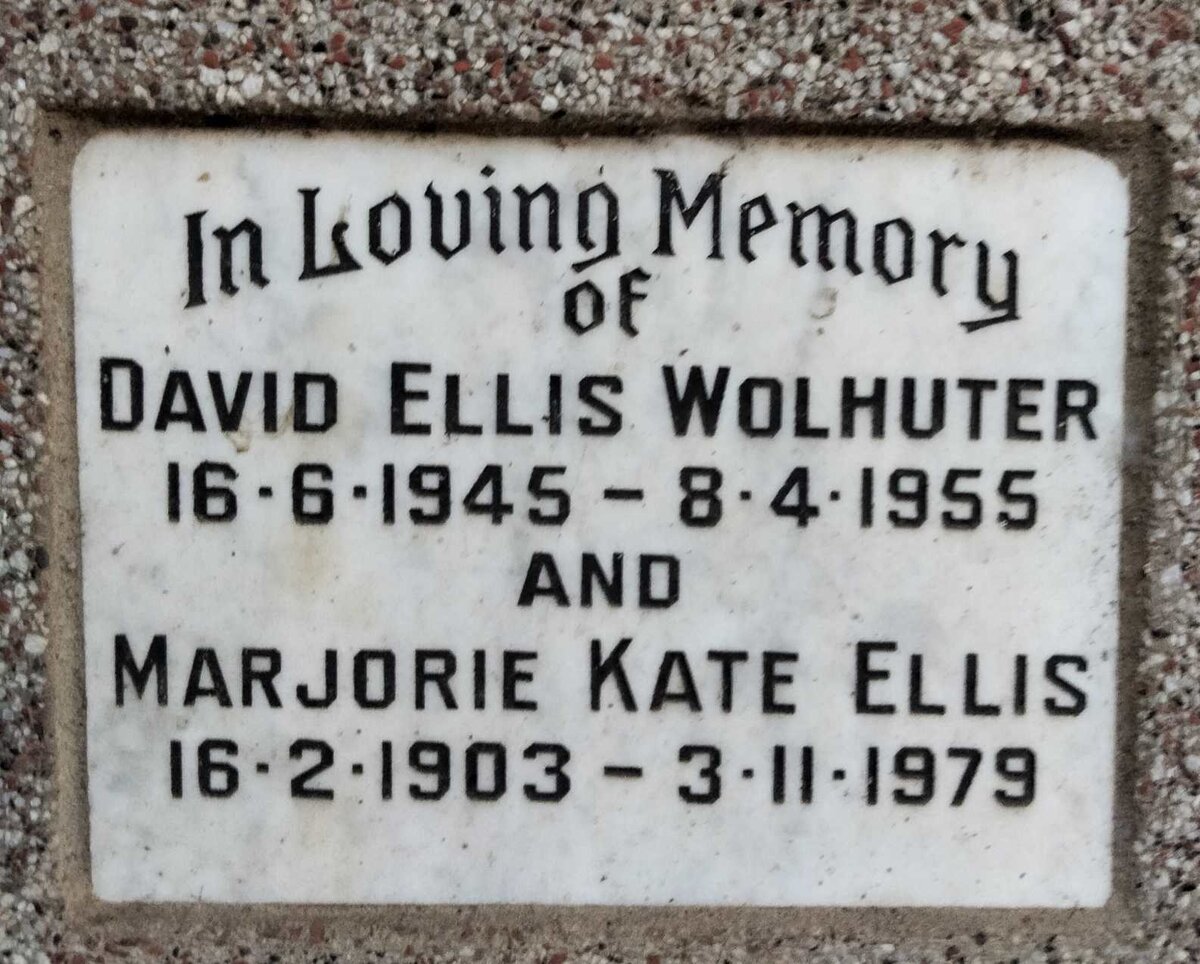 In Loving Memory
of
DAVID ELLIS WOLHUTER
16·6·1945 – 8·4·1955
AND
MARJORIE KATE ELLIS
16·2·1903 – 3·11·1979